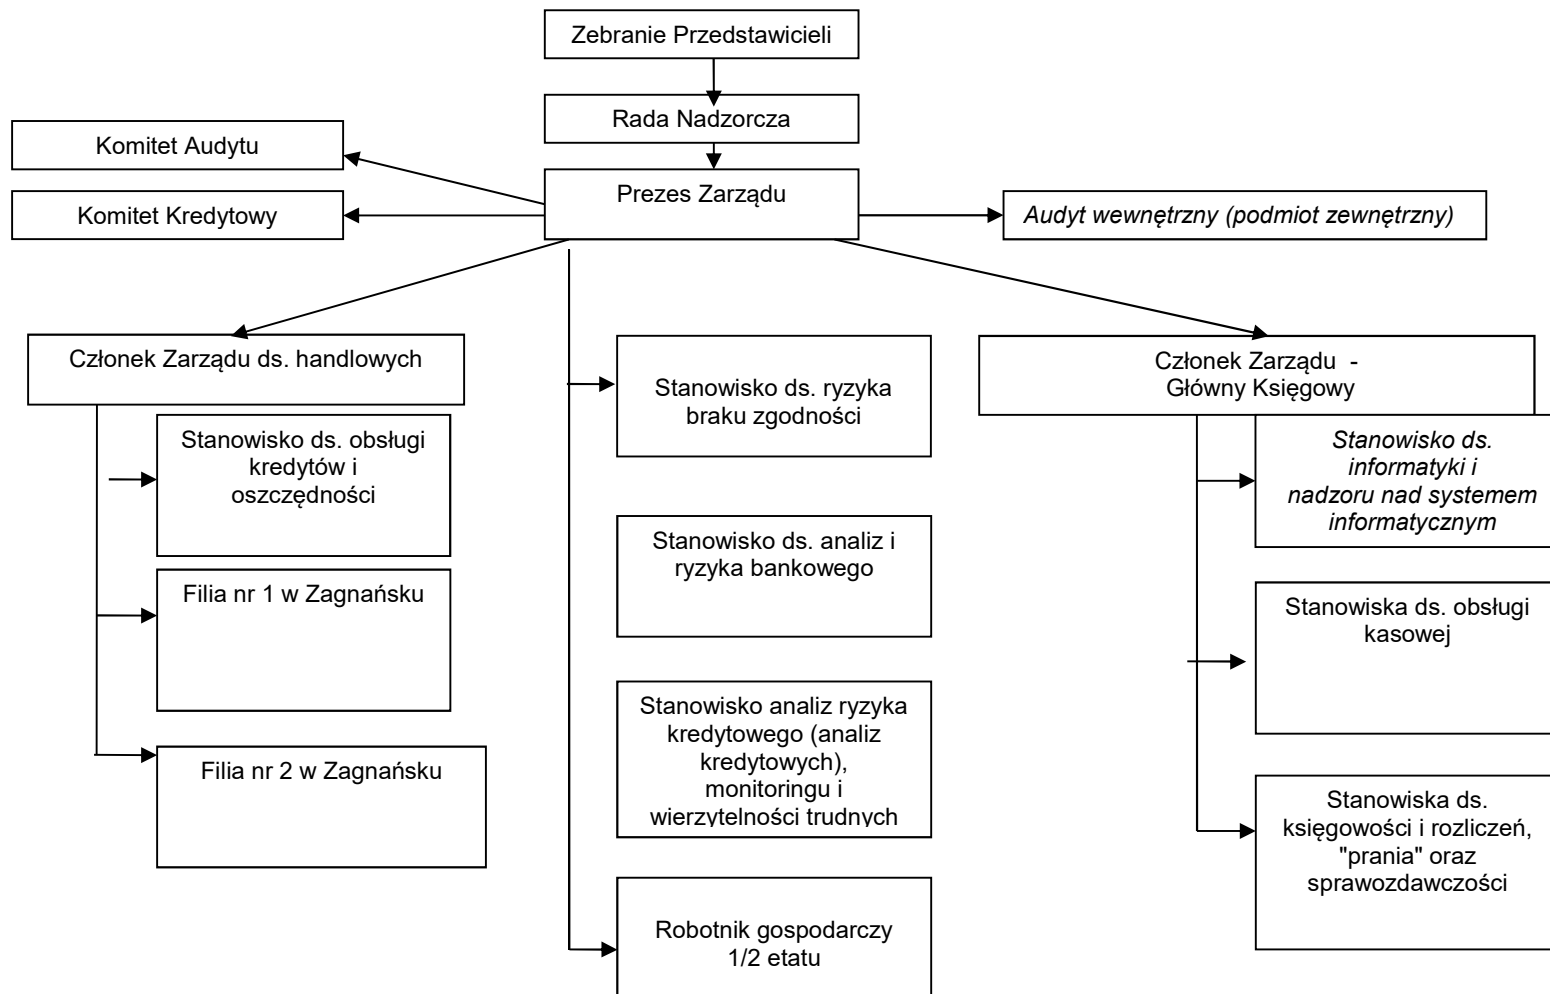 Zebranie Przedstawicieli
Rada Nadzorcza
Komitet Audytu
Prezes Zarządu
Komitet Kredytowy
Audyt wewnętrzny (podmiot zewnętrzny)
Członek Zarządu ds. handlowych
Stanowisko ds. obsługi
kredytów i
oszczędności
Filia nr 1 w Zagnańsku
Filia nr 2 w Zagnańsku
Stanowisko ds. ryzyka
braku zgodności
Stanowisko ds. analiz i
ryzyka bankowego
Stanowisko analiz ryzyka
kredytowego (analiz
kredytowych),
monitoringu i
wierzytelności trudnych
Robotnik gospodarczy
1/2 etatu
Członek Zarządu -
Główny Księgowy
Stanowisko ds.
informatyki i
nadzoru nad systemem
informatycznym
Stanowiska ds. obsługi
kasowej
Stanowiska ds.
księgowości i rozliczeń,
"prania" oraz
sprawozdawczości